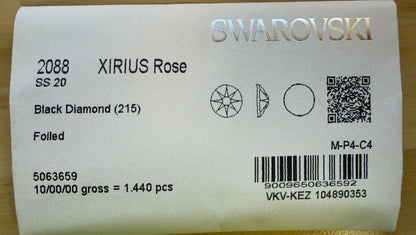 SWAROVSKI
2088 XIRIUS Rose
SS 20
Black Diamond (215)
Foiled
M-P4-C4
5063659
10/00/00 gross = 1.440 pcs
9009650636592
VKV-KEZ 104890353